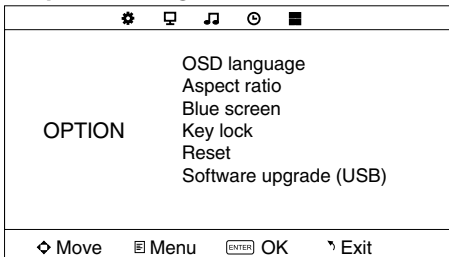 OSD language
Aspect ratio
Blue screen
OPTION Key lock
Reset
Software upgrade (USB)
Move Menu ENTER OK Exit